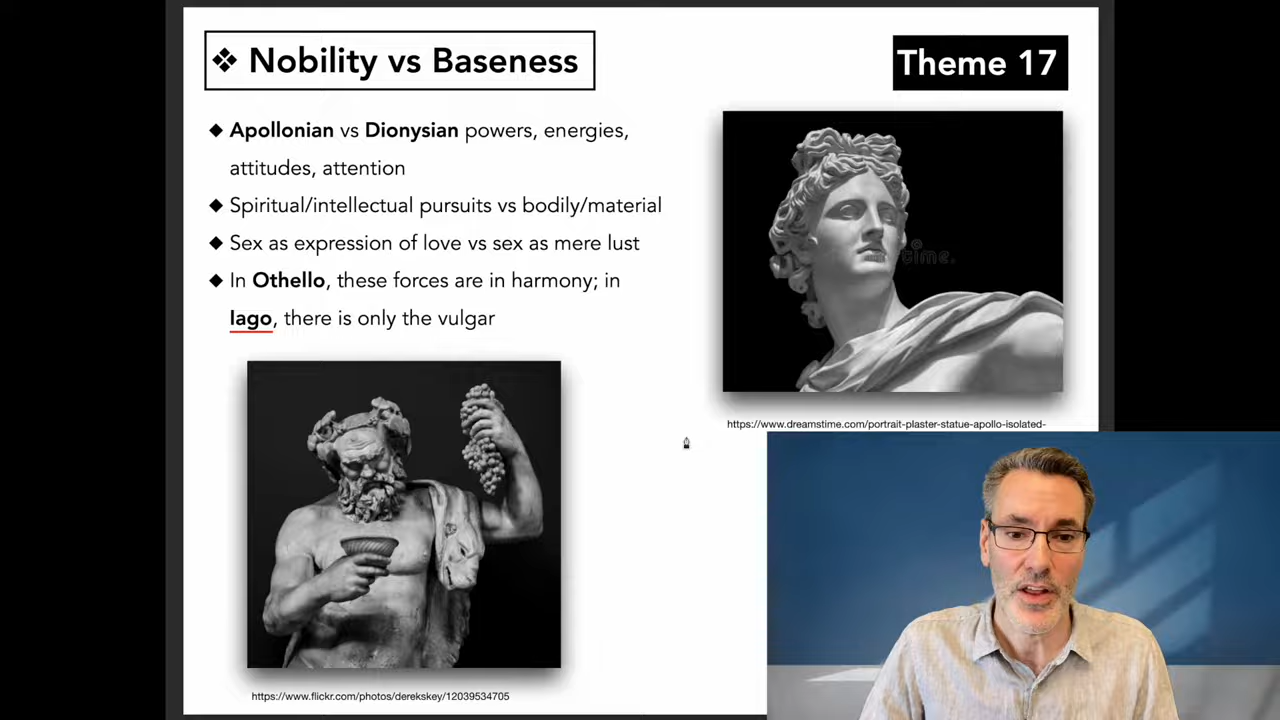 ❖ Nobility vs Baseness
Theme 17
◆ Apollonian vs Dionysian powers, energies,
attitudes, attention
◆ Spiritual/intellectual pursuits vs bodily/material
◆ Sex as expression of love vs sex as mere lust
◆ In Othello, these forces are in harmony; in
Iago, there is only the vulgar
time.
https://www.dreamstime.com/portrait-plaster-statue-apollo-isolated-
https://www.flickr.com/photos/derekskey/12039534705